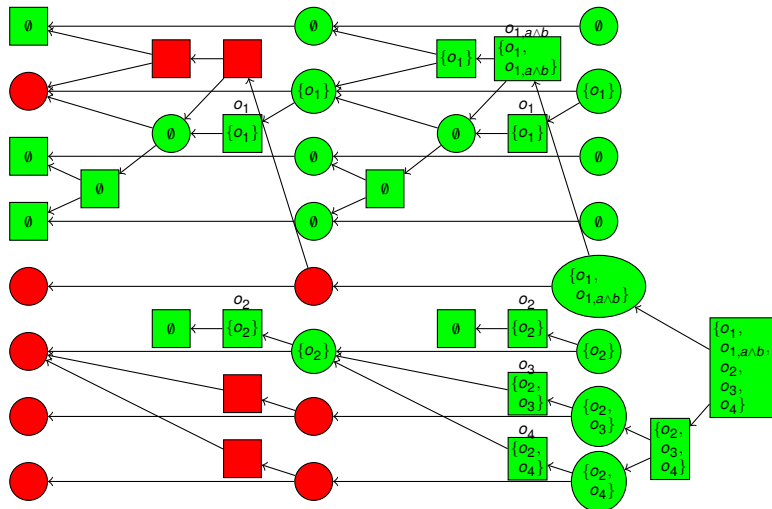 ∅
∅
∅
o₁,ₐ∧b
{o₁}
{o₁,
o₁,ₐ∧b}
{o₁}
{o₁}
o₁
o₁
∅
{o₁}
∅
{o₁}
∅
∅
∅
∅
∅
∅
∅
∅
{o₁,
o₁,ₐ∧b}
o₂
o₂
∅
{o₂}
∅
{o₂}
{o₁,
o₁,ₐ∧b,
o₂,
o₃,
o₄}
{o₂}
{o₂}
o₃
{o₂,
o₃}
{o₂,
o₃}
o₄
{o₂,
o₄}
{o₂,
o₃,
o₄}
{o₂,
o₄}